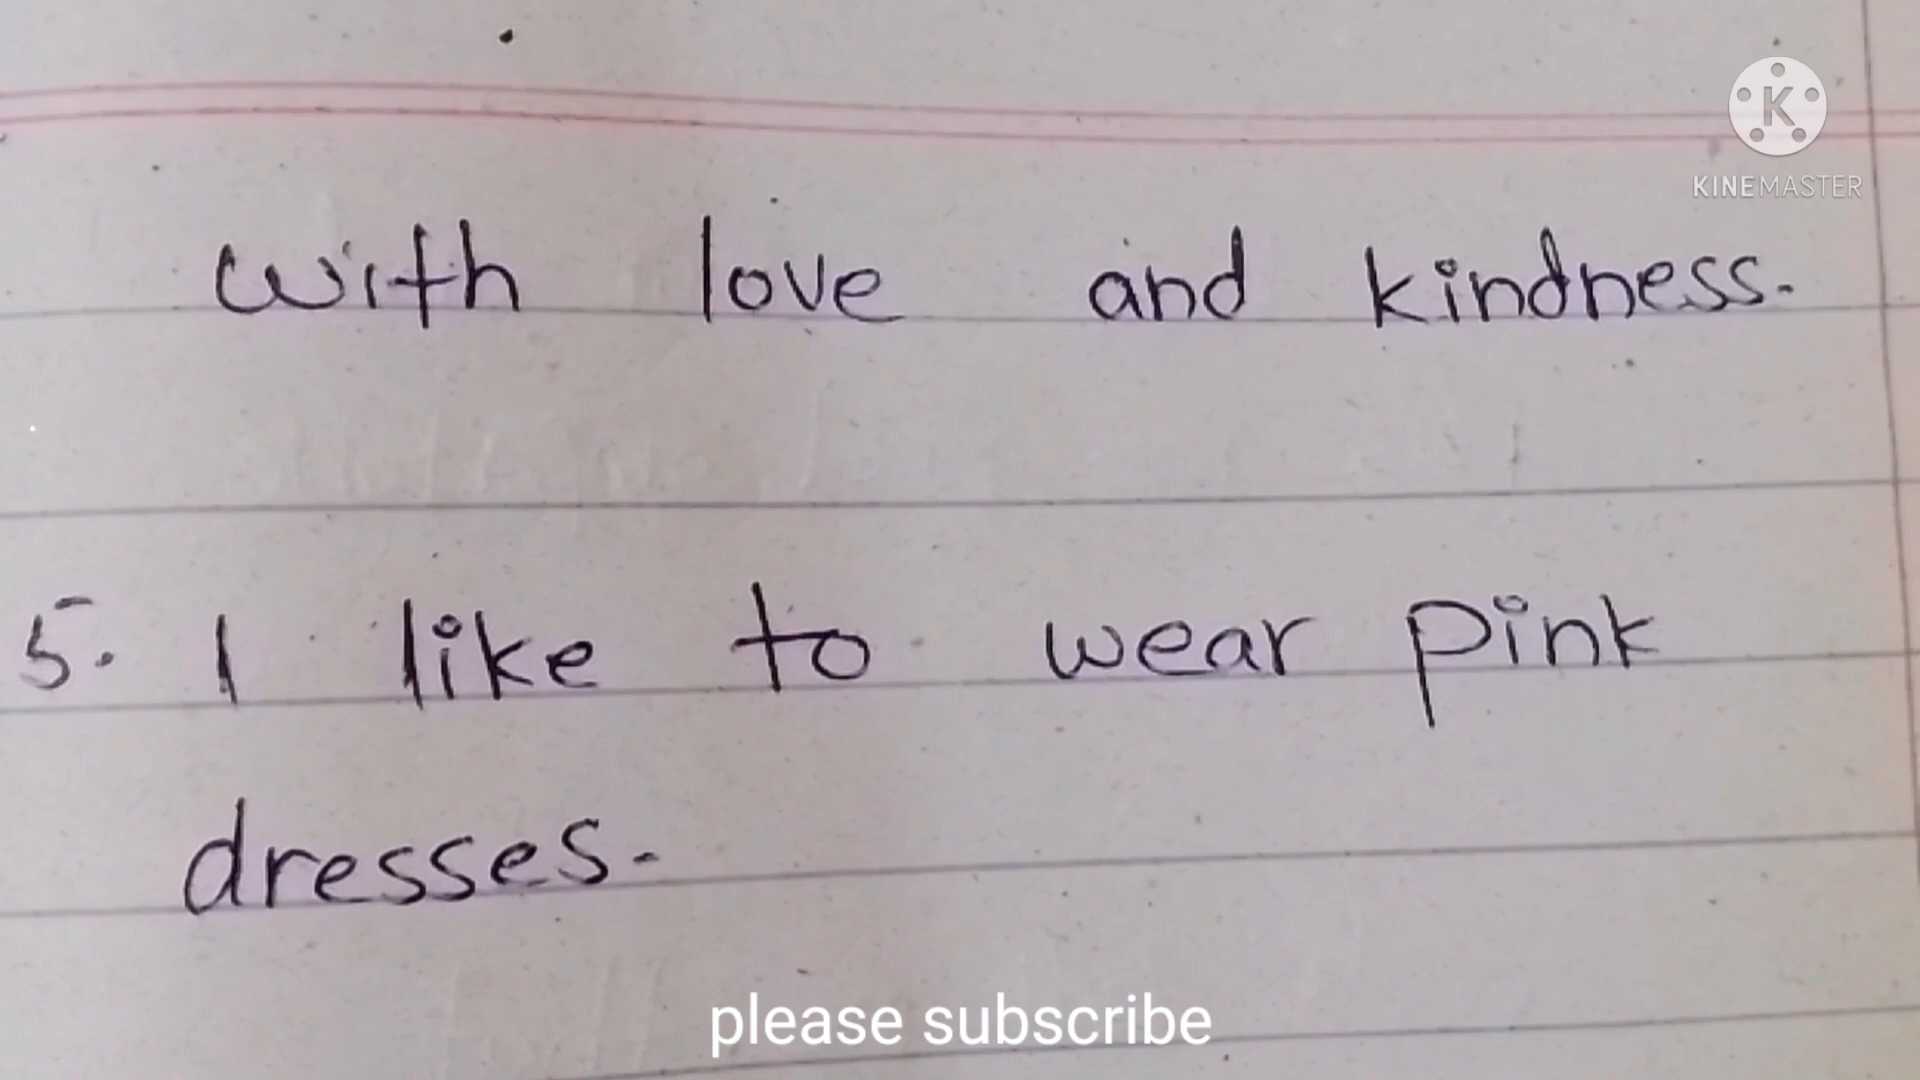 K
KINEMASTER
with love and kindness.
5. I like to wear pink
dresses.
please subscribe